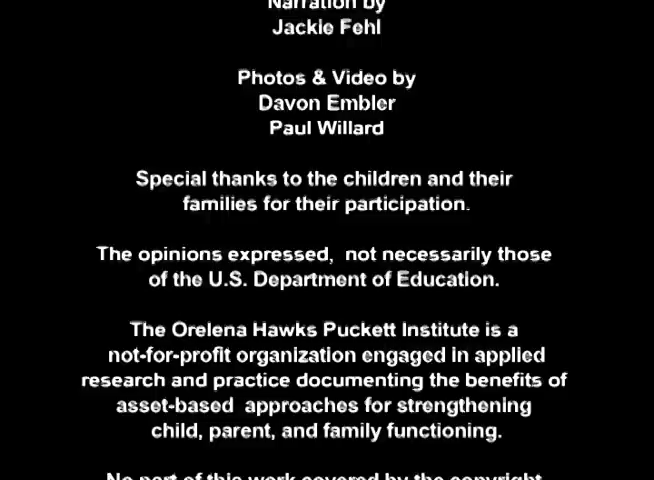 Narration by
Jackie Fehl
Photos & Video by
Davon Embler
Paul Willard
Special thanks to the children and their
families for their participation.
The opinions expressed,  not necessarily those
of the U.S. Department of Education.
The Orelena Hawks Puckett Institute is a
not-for-profit organization engaged in applied
research and practice documenting the benefits of
asset-based  approaches for strengthening
child, parent, and family functioning.
No part of this work covered by the copyright